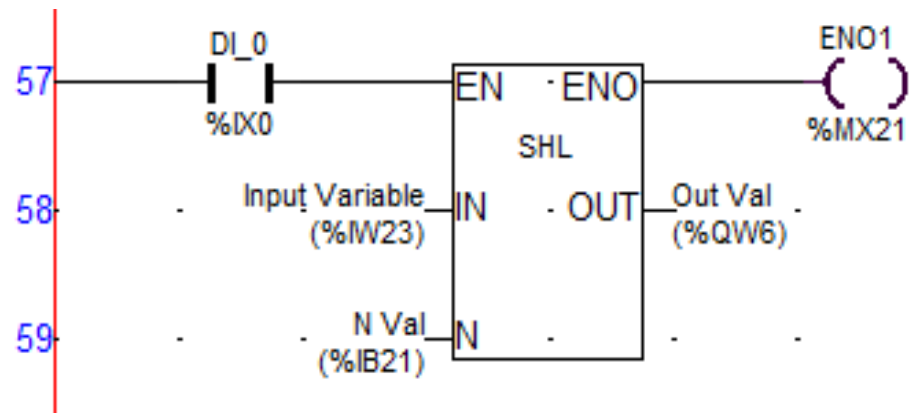 DI_0
ENO1
57
EN
ENO
%IX0
%MX21
SHL
58
Input Variable
IN
OUT
Out Val
(%IW23)
(%QW6)
59
N Val
N
(%IB21)